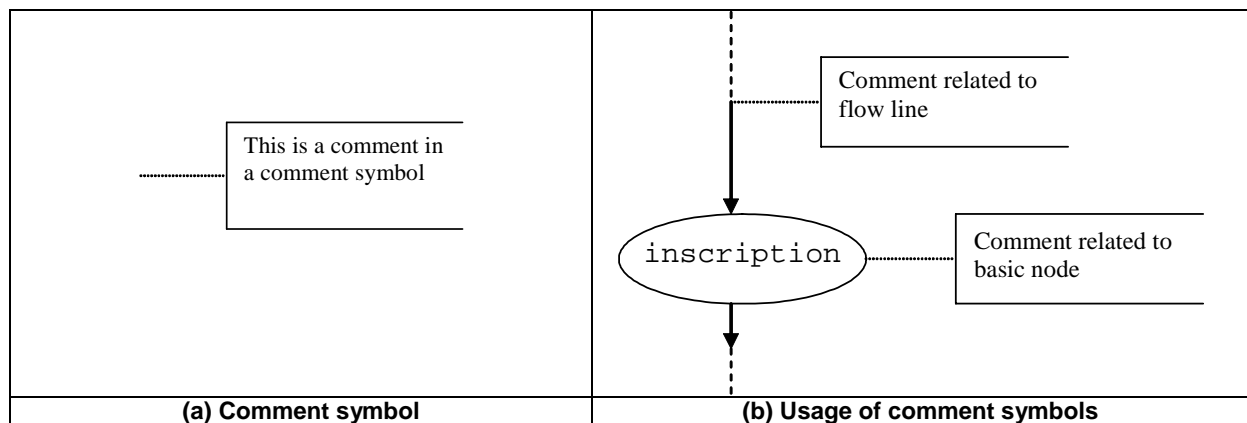 This is a comment in
a comment symbol
(a) Comment symbol
Comment related to
flow line
inscription
Comment related to
basic node
(b) Usage of comment symbols